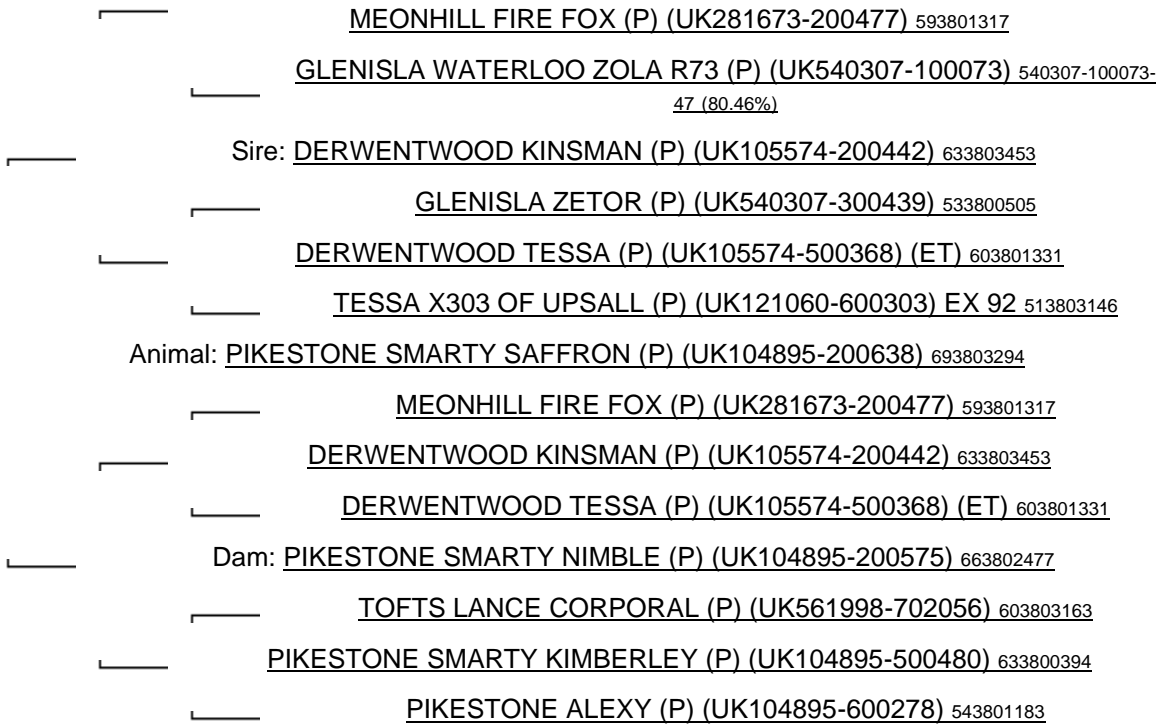 MEONHILL FIRE FOX (P) (UK281673-200477) 593801317
GLENISLA WATERLOO ZOLA R73 (P) (UK540307-100073) 540307-100073-
47 (80.46%)
Sire: DERWENTWOOD KINSMAN (P) (UK105574-200442) 633803453
GLENISLA ZETOR (P) (UK540307-300439) 533800505
DERWENTWOOD TESSA (P) (UK105574-500368) (ET) 603801331
TESSA X303 OF UPSALL (P) (UK121060-600303) EX 92 513803146
Animal: PIKESTONE SMARTY SAFFRON (P) (UK104895-200638) 693803294
MEONHILL FIRE FOX (P) (UK281673-200477) 593801317
DERWENTWOOD KINSMAN (P) (UK105574-200442) 633803453
DERWENTWOOD TESSA (P) (UK105574-500368) (ET) 603801331
Dam: PIKESTONE SMARTY NIMBLE (P) (UK104895-200575) 663802477
TOFTS LANCE CORPORAL (P) (UK561998-702056) 603803163
PIKESTONE SMARTY KIMBERLEY (P) (UK104895-500480) 633800394
PIKESTONE ALEXY (P) (UK104895-600278) 543801183